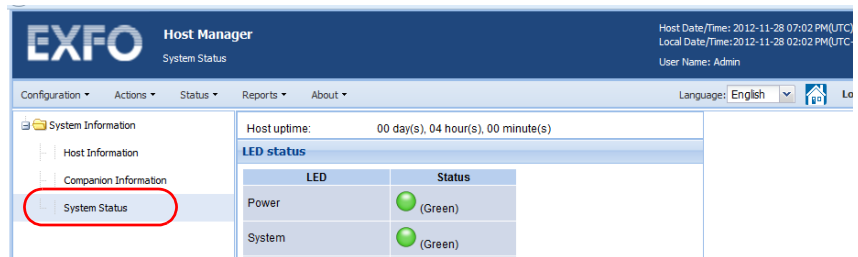 EXFO
Host Manager
System Status
Host Date/Time: 2012-11-28 07:02 PM(UTC)
Local Date/Time: 2012-11-28 02:02 PM(UTC-
User Name: Admin
Configuration Actions Status Reports About Language: English Lo
System Information
Host Information
Companion Information
System Status
Host uptime: 00 day(s), 04 hour(s), 00 minute(s)
LED status
LED Status
Power (Green)
System (Green)